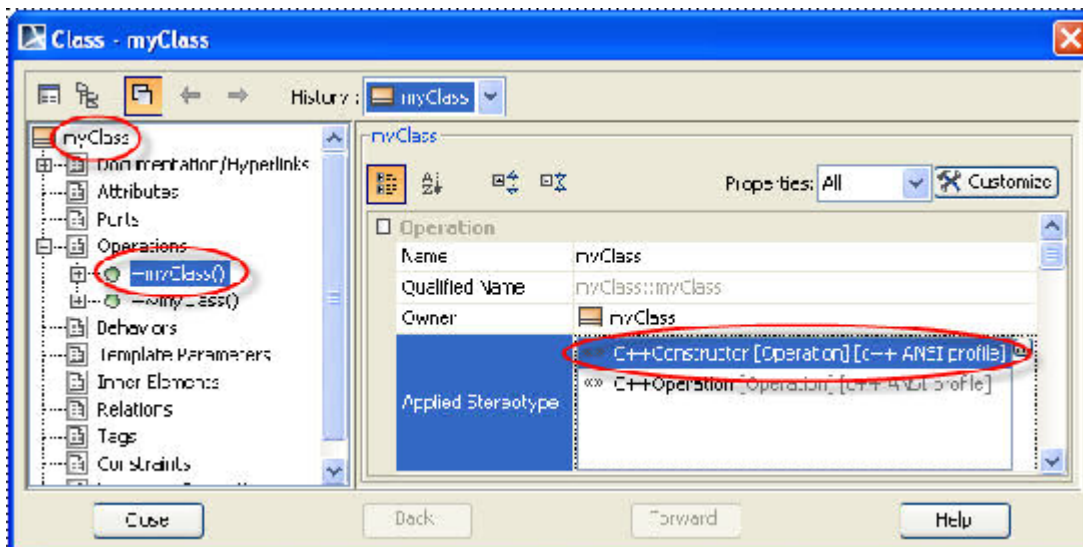 Class - myClass
History : myClass
myClass
Documentation/Hyperlinks
Attributes
Ports
Operations
+myClass()
+~myClass()
Behaviors
Template Parameters
Inner Elements
Relations
Tags
Constraints
myClass
Properties: All Customize
Operation
Name myClass
Qualified Name myClass::myClass
Owner myClass
Applied Stereotype
«» C++Constructor [Operation] [c++ ANSI profile]
«» C++Operation [Operation] [c++ ANSI profile]
Close Back Forward Help